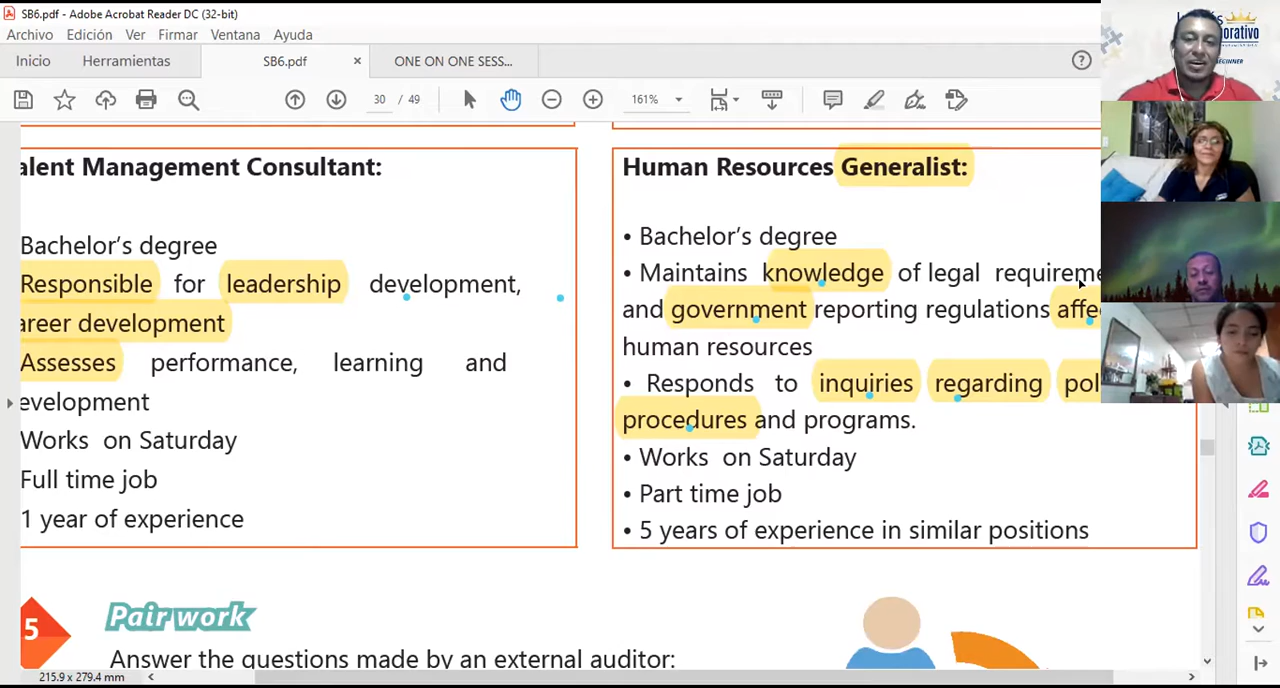 SB6.pdf - Adobe Acrobat Reader DC (32-bit)
Archivo Edición Ver Firmar Ventana Ayuda
Inicio Herramientas SB6.pdf × ONE ON ONE SESS...
30 / 49 161%
alent Management Consultant:
Bachelor's degree
Responsible for leadership development,
areer development
Assesses performance, learning and
evelopment
Works on Saturday
Full time job
1 year of experience
Human Resources Generalist:
• Bachelor's degree
• Maintains knowledge of legal requireme
and government reporting regulations affe
human resources
• Responds to inquiries regarding pol
procedures and programs.
• Works on Saturday
• Part time job
• 5 years of experience in similar positions
5 Pair work
Answer the questions made by an external auditor:
215.9 x 279.4 mm